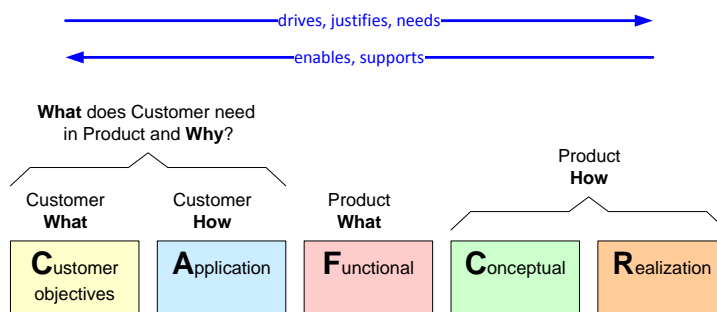 drives, justifies, needs
enables, supports
What does Customer need
in Product and Why?
Product
How
Customer
What
Customer
How
Product
What
Customer
objectives
Application
Functional
Conceptual
Realization